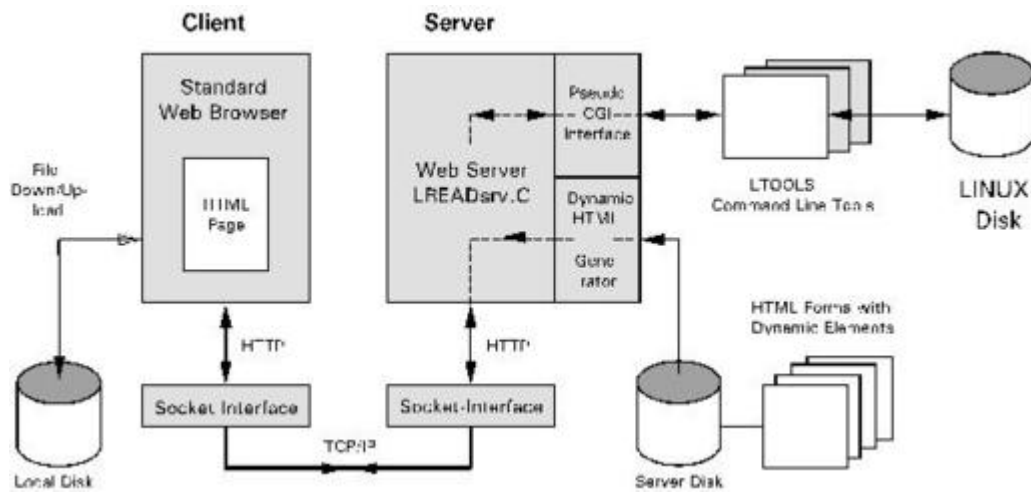 Client
Server
Standard
Web Browser
HTML
Page
File
Down/Up-
load
Web Server
LREADsrv.C
Pseudo
CGI
Interface
Dynamic
HTML
Gene
rator
LTOOLS
Command Line Tools
LINUX
Disk
HTML Forms with
Dynamic Elements
HTTP
HTTP
Socket Interface
Socket-Interface
TCP/IP
Local Disk
Server Disk